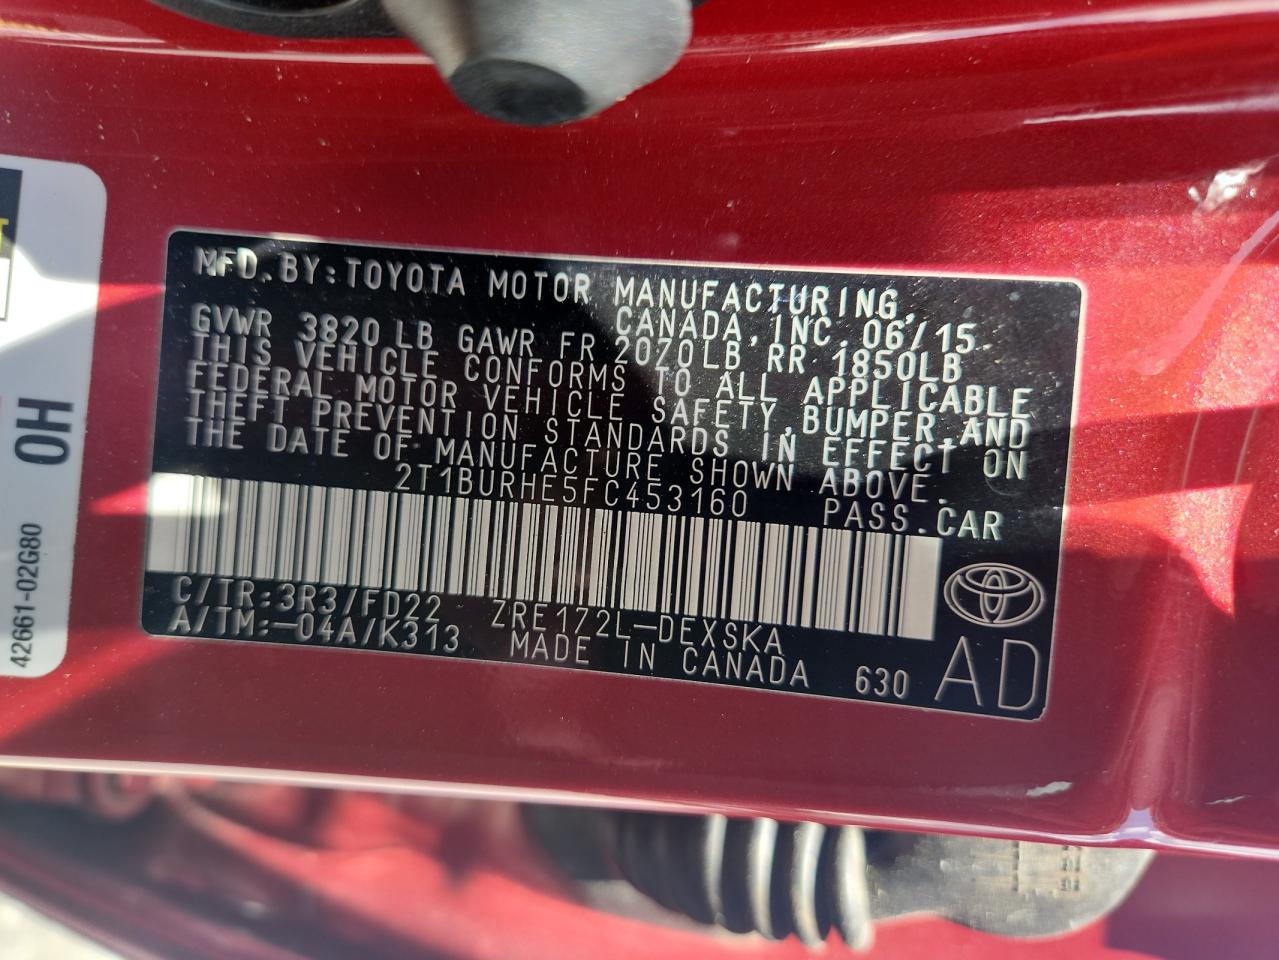 MFD. BY: TOYOTA MOTOR MANUFACTURING,
CANADA, INC. 06/15
GVWR 3820 LB GAWR FR 2070LB RR 1850LB
THIS VEHICLE CONFORMS TO ALL APPLICABLE
FEDERAL MOTOR VEHICLE SAFETY, BUMPER, AND
THEFT PREVENTION STANDARDS IN EFFECT ON
THE DATE OF MANUFACTURE SHOWN ABOVE.
2T1BURHE5FC453160 PASS. CAR
C/TR: 3R3/FD22 ZRE172L-DEXSKA
A/TM: -04A/K313 MADE IN CANADA 630 AD
OH
42661-02G80